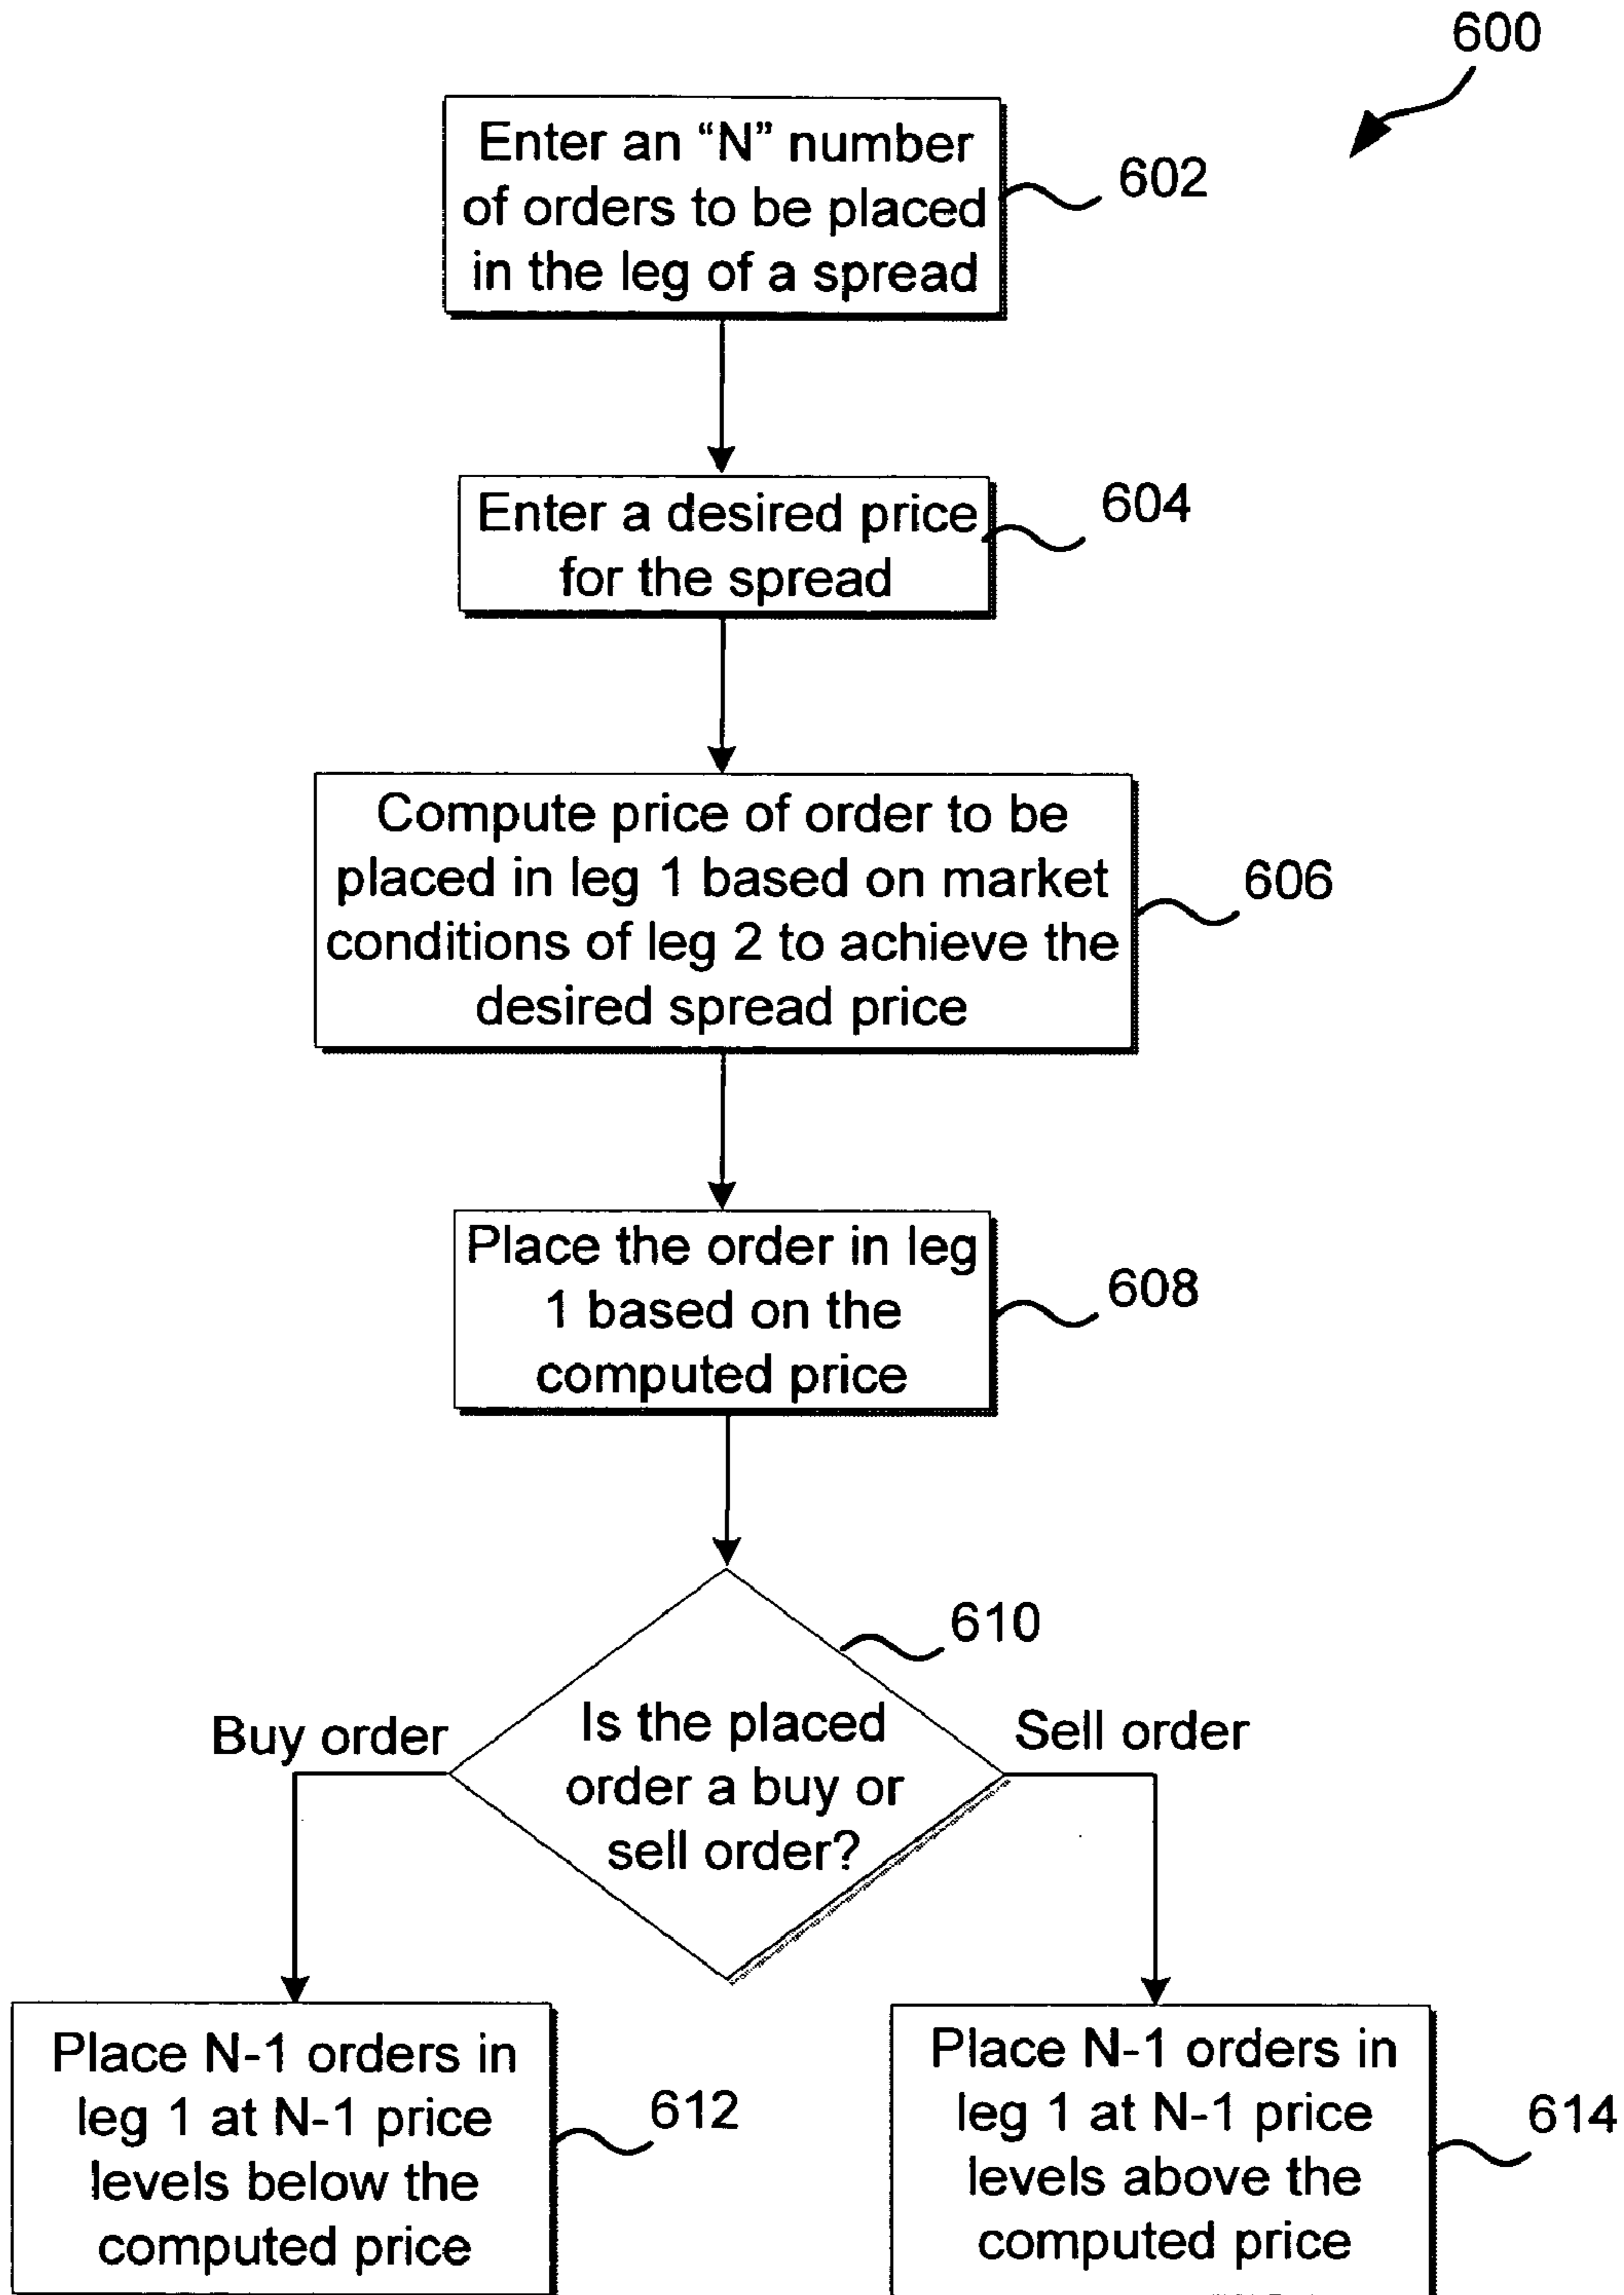 600
Enter an “N” number
of orders to be placed
in the leg of a spread
602
Enter a desired price
for the spread
604
Compute price of order to be
placed in leg 1 based on market
conditions of leg 2 to achieve the
desired spread price
606
Place the order in leg
1 based on the
computed price
608
610
Is the placed
order a buy or
sell order?
Buy order
Sell order
Place N-1 orders in
leg 1 at N-1 price
levels below the
computed price
612
Place N-1 orders in
leg 1 at N-1 price
levels above the
computed price
614